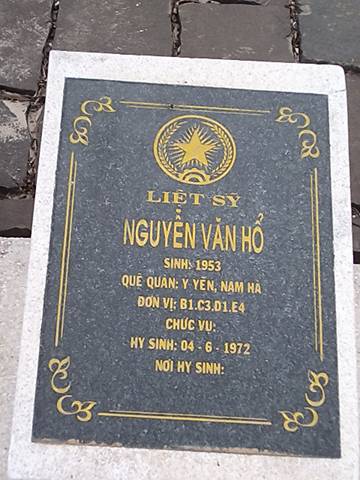 LIỆT SỸ
NGUYỄN VĂN HỔ
SINH: 1953
QUÊ QUÁN: Ý YÊN, NAM HÀ
ĐƠN VỊ: B1.C3.D1.E4
CHỨC VỤ:
HY SINH: 04 - 6 - 1972
NƠI HY SINH: